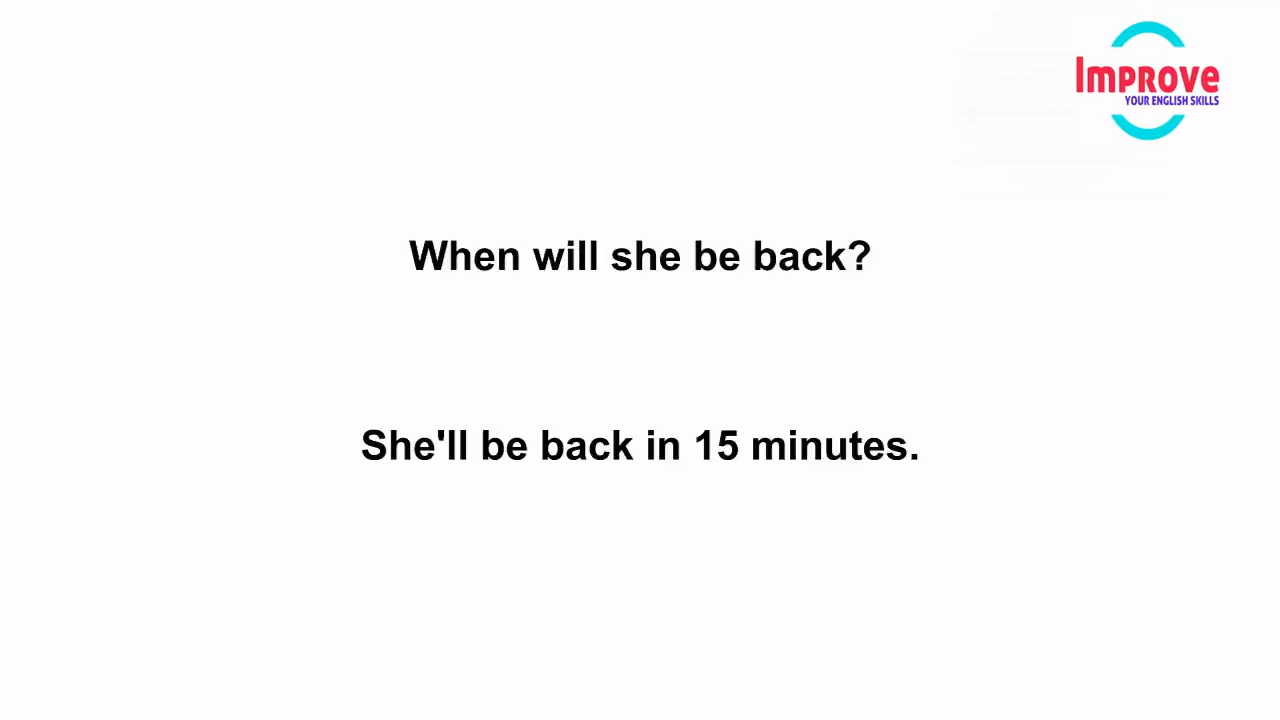 Improve
YOUR ENGLISH SKILLS
When will she be back?
She'll be back in 15 minutes.